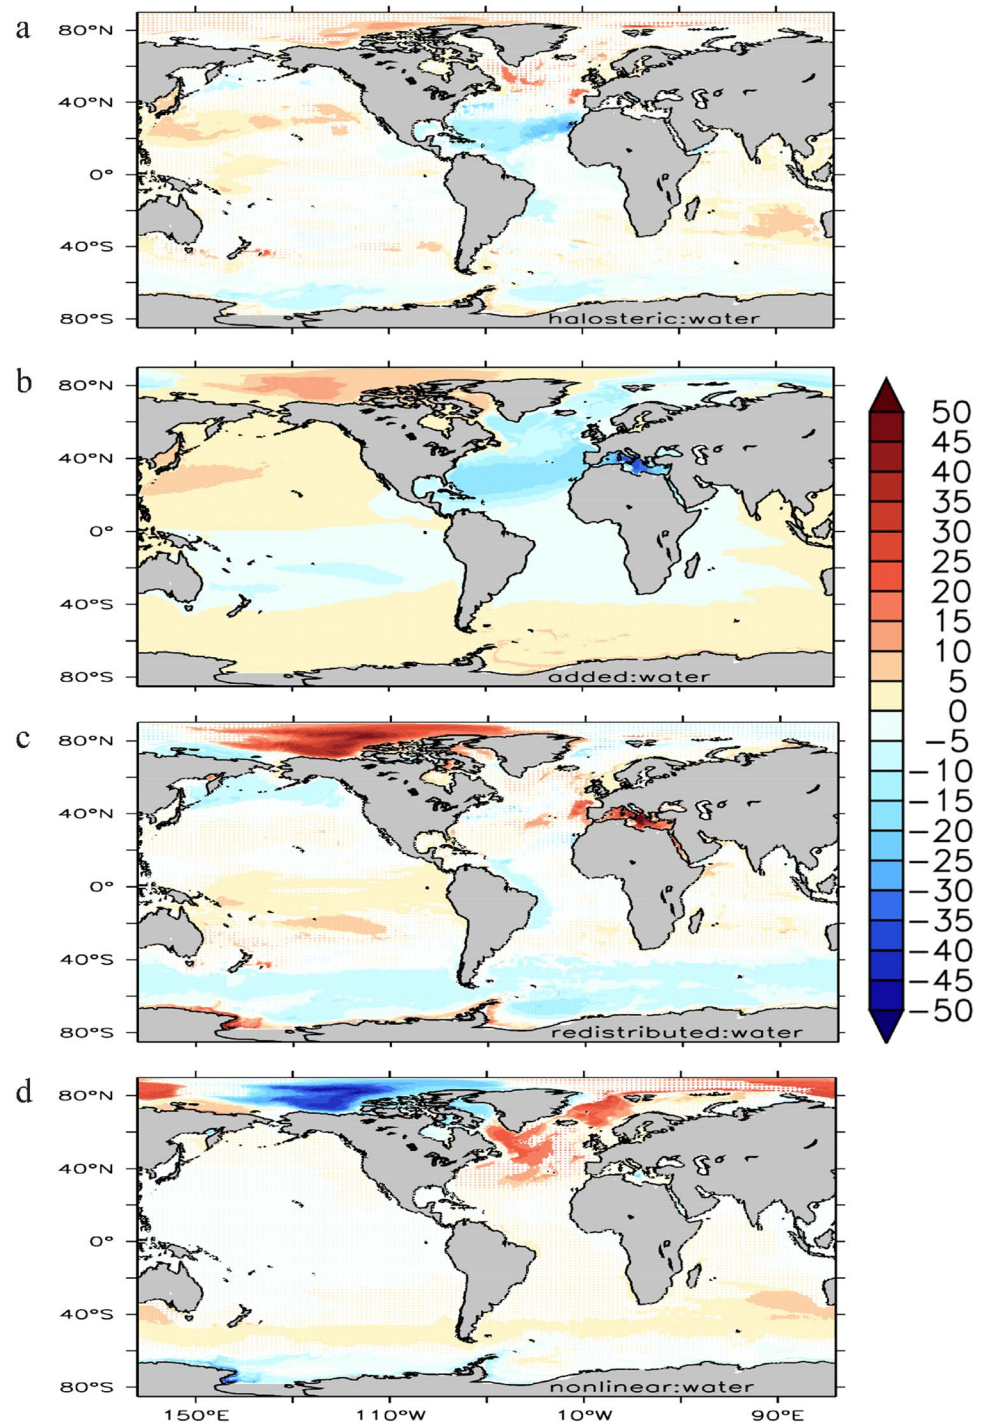 a
80°N
40°N
0°
40°S
80°S
halosteric:water
b
80°N
40°N
0°
40°S
80°S
added:water
50
45
40
35
30
25
20
15
10
5
0
−5
−10
−15
−20
−25
−30
−35
−40
−45
−50
c
80°N
40°N
0°
40°S
80°S
redistributed:water
d
80°N
40°N
0°
40°S
80°S
nonlinear:water
150°E 110°W 10°W 90°E